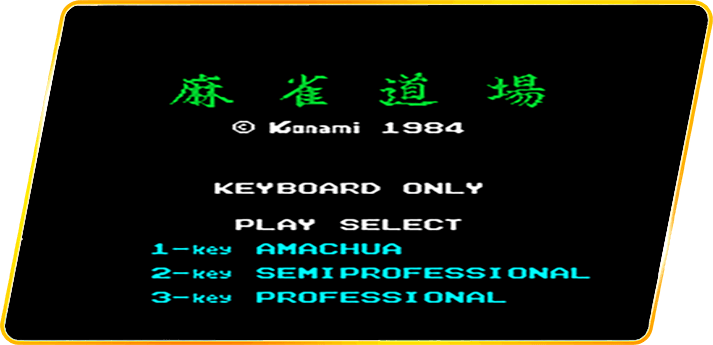 麻雀道場
© Konami 1984
KEYBOARD ONLY
PLAY SELECT
1-key AMACHUA
2-key SEMIPROFESSIONAL
3-key PROFESSIONAL